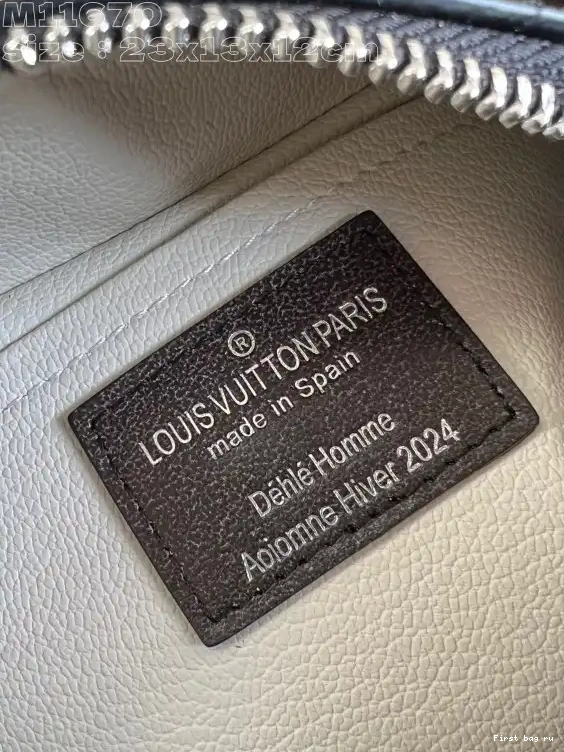 M11670
Size : 23x13x12cm
®
LOUIS VUITTON PARIS
made in Spain
Déhlé Homme
Aoiomne Hiver 2024
First bag ru